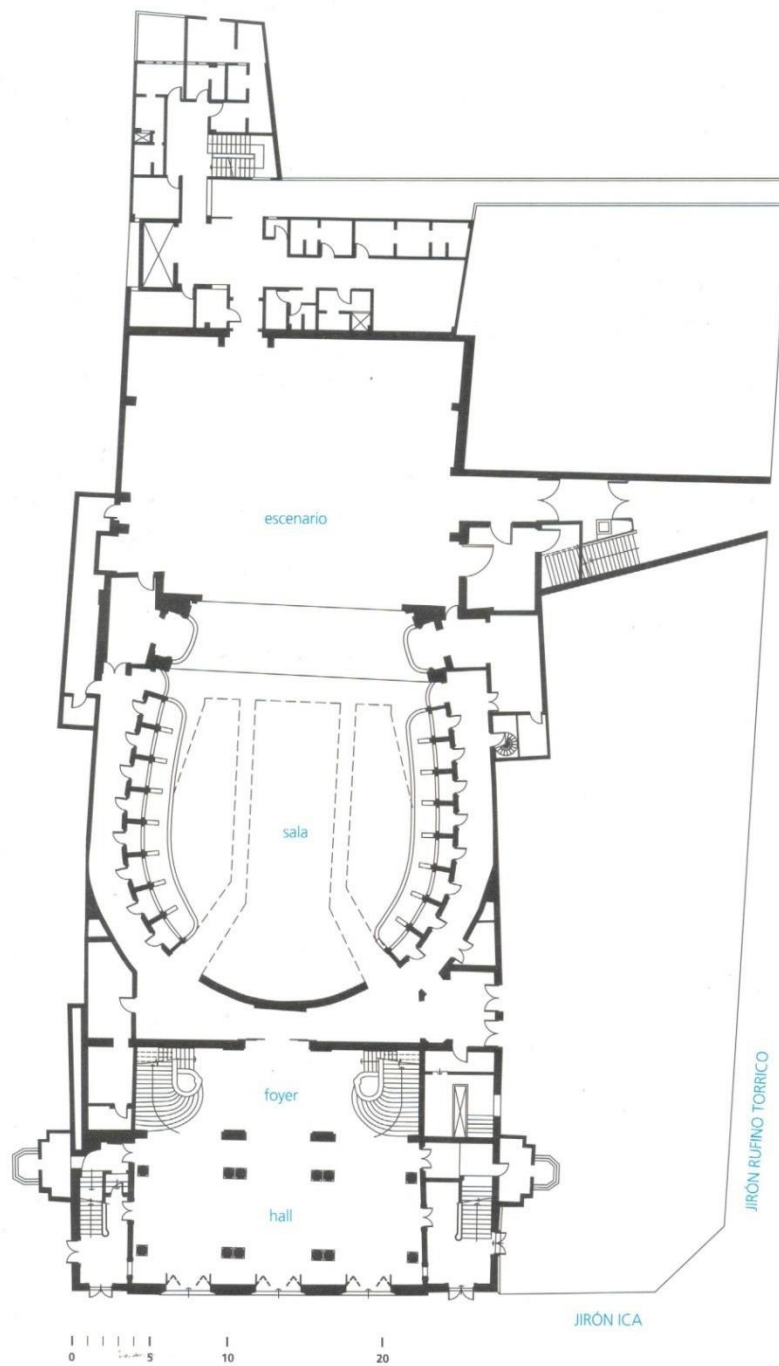 escenario
sala
foyer
hall
JIRÓN RUFINO TORRICO
JIRÓN ICA
0 5 10 20